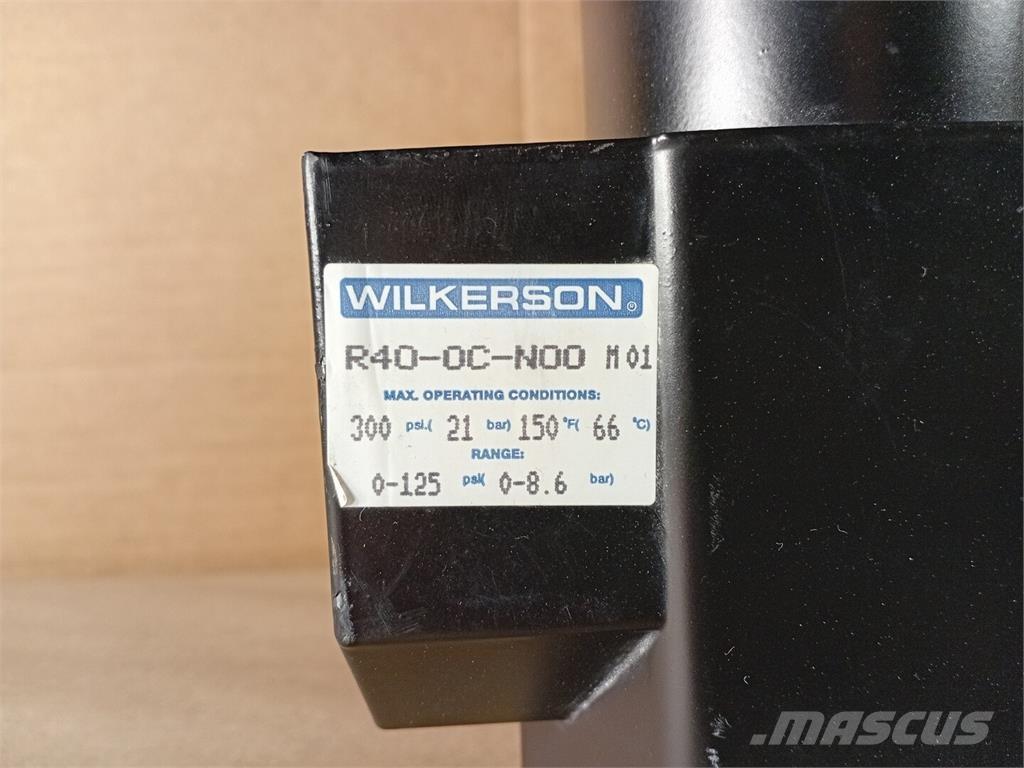 WILKERSON®
R40-0C-N00 M 01
MAX. OPERATING CONDITIONS:
300 psi.( 21 bar) 150 °F( 66 °C)
RANGE:
0-125 psi( 0-8.6 bar)
.MASCUS